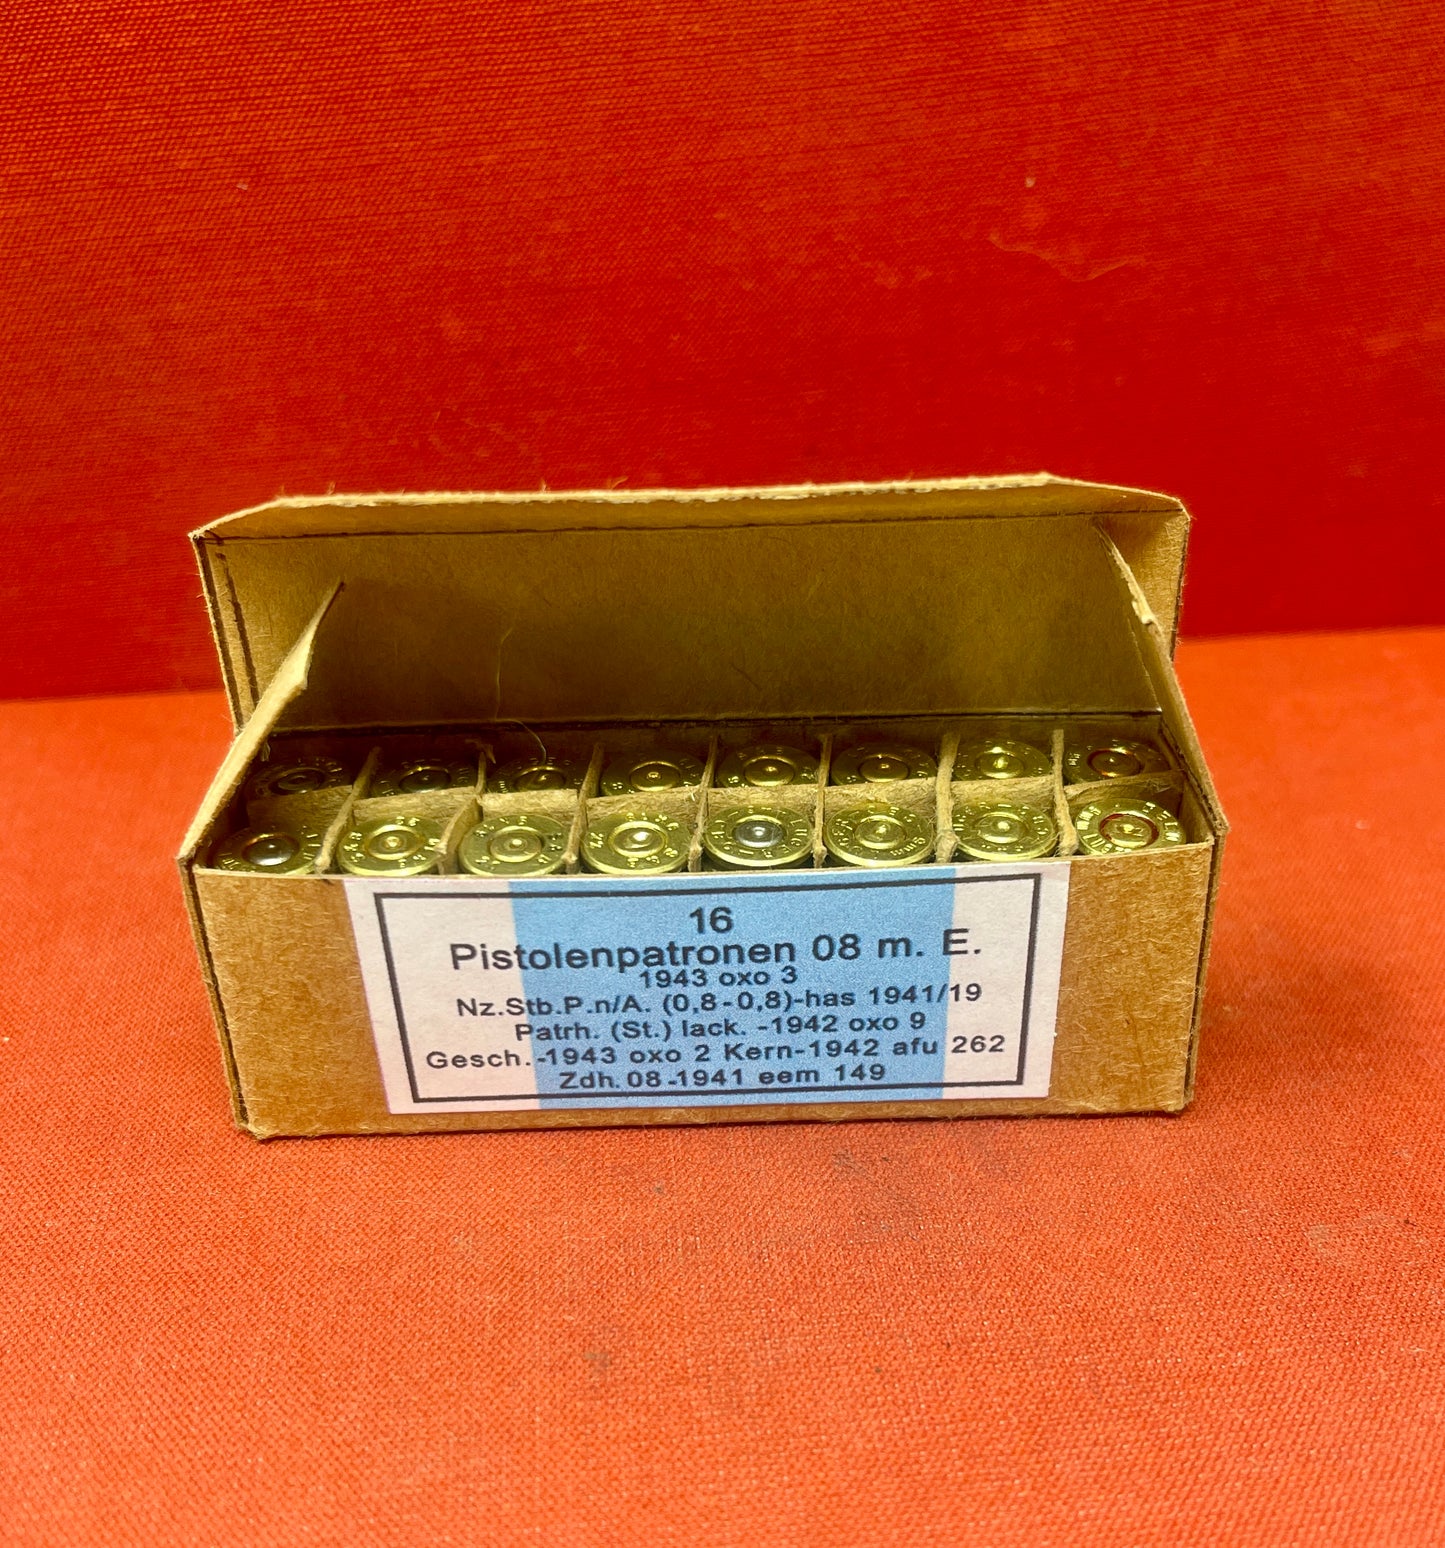 16
Pistolenpatronen 08 m. E.
1943 oxo 3
Nz.Stb.P.n/A. (0,8-0,8)-has 1941/19
Patrh. (St.) lack. -1942 oxo 9
Gesch.-1943 oxo 2 Kern-1942 afu 262
Zdh. 08-1941 eem 149